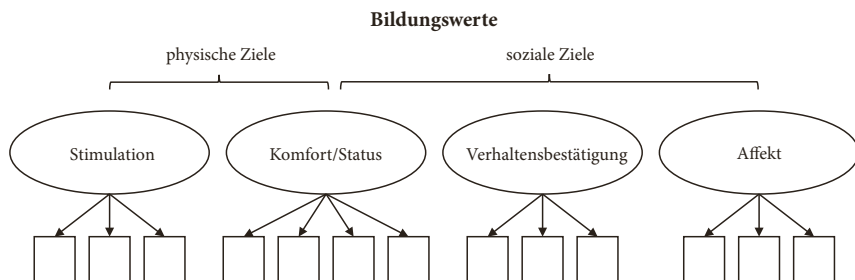 Bildungswerte
physische Ziele
soziale Ziele
Stimulation
Komfort/Status
Verhaltensbestätigung
Affekt